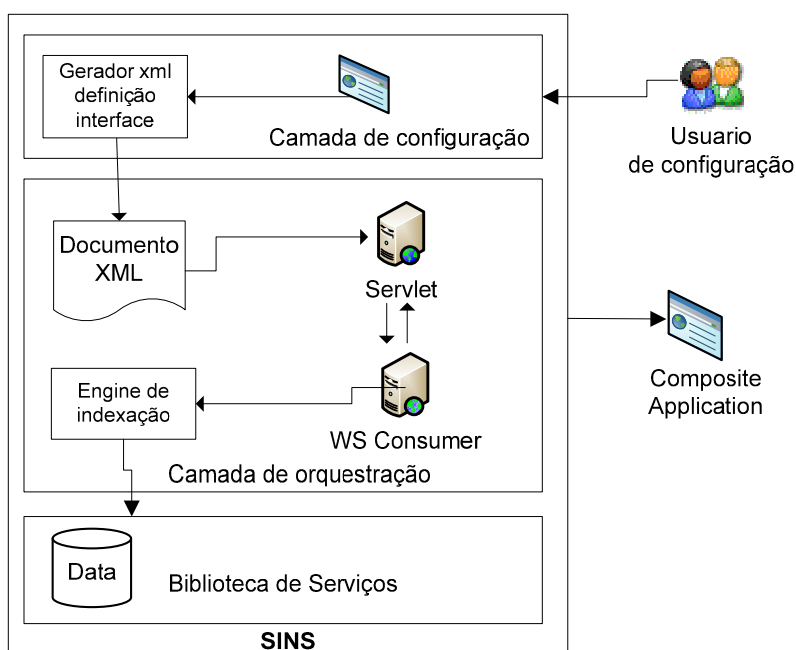 Gerador xml
definição
interface
Camada de configuração
Usuario
de configuração
Documento
XML
Servlet
Composite
Application
Engine de
indexação
WS Consumer
Camada de orquestração
Data
Biblioteca de Serviços
SINS